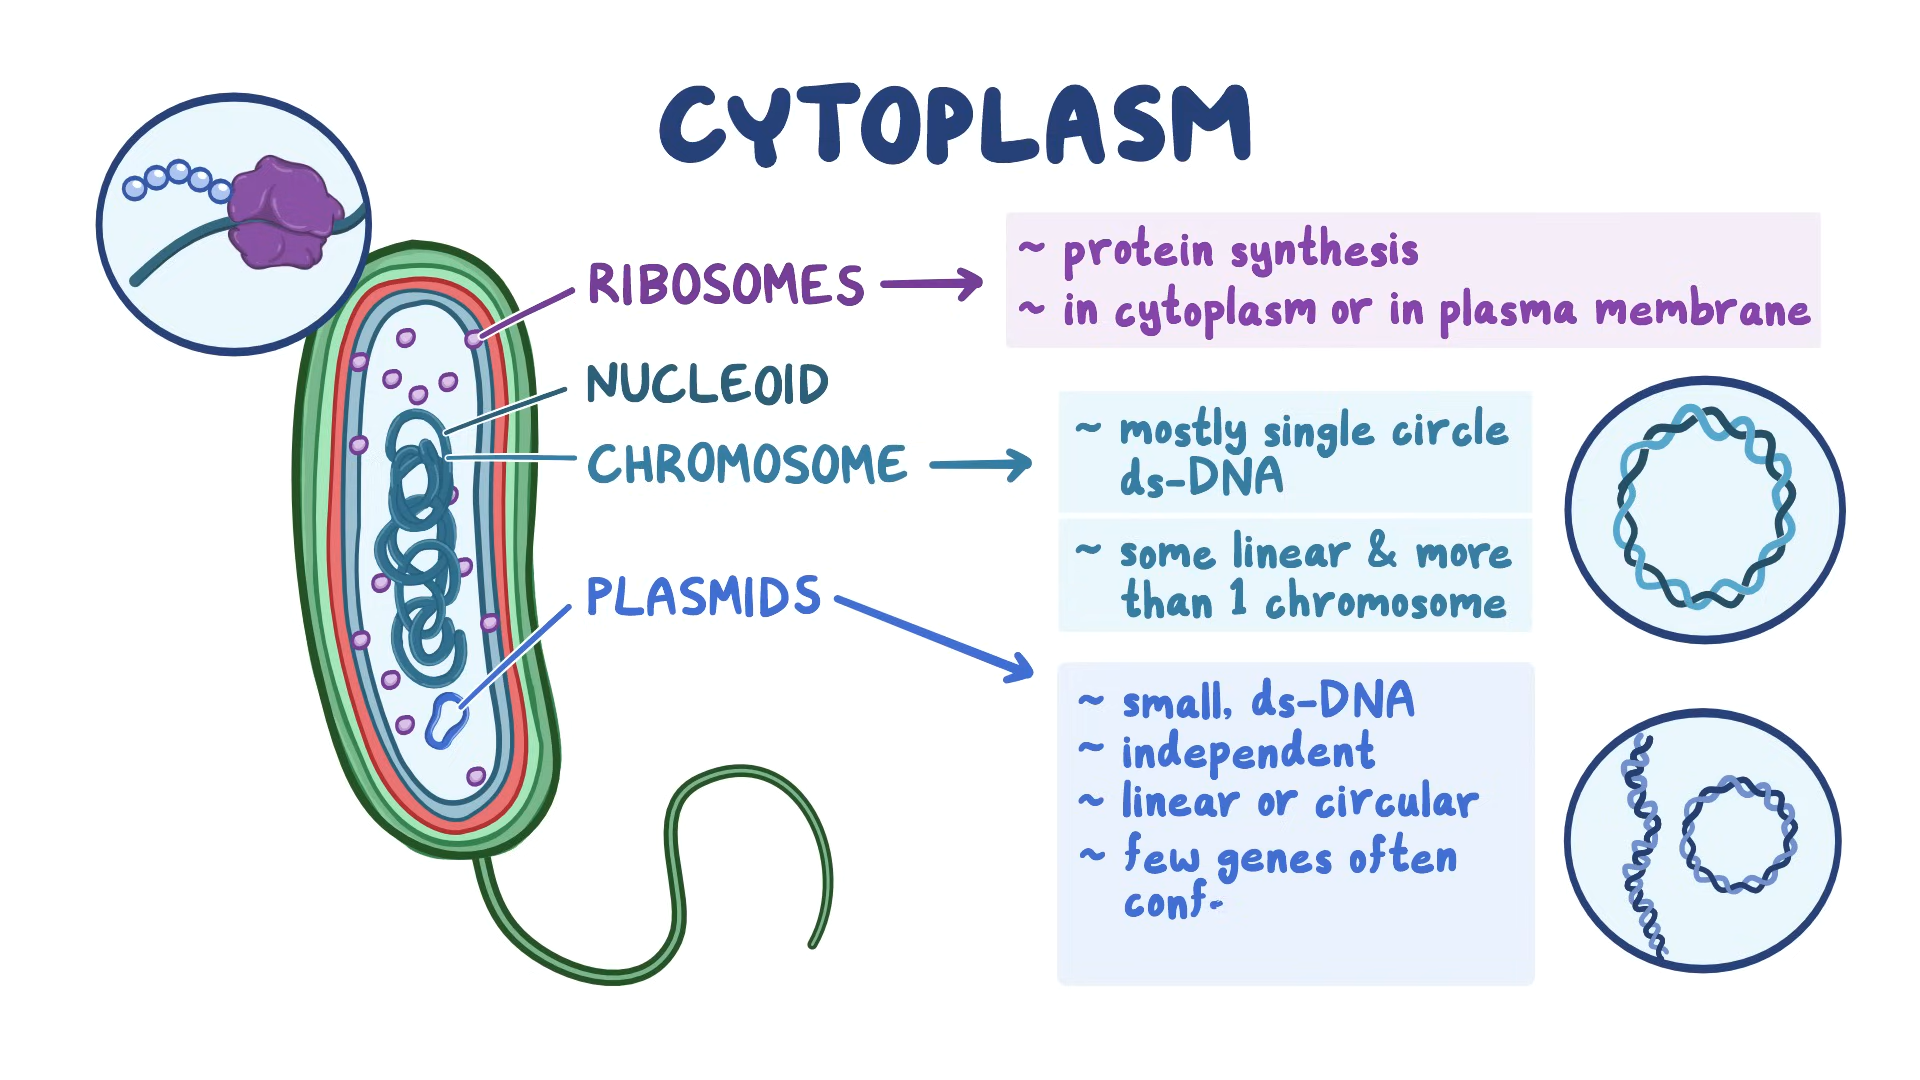 CYTOPLASM
RIBOSOMES
~ protein synthesis
~ in cytoplasm or in plasma membrane
NUCLEOID
CHROMOSOME
~ mostly single circle
ds-DNA
~ some linear & more
than 1 chromosome
PLASMIDS
~ small, ds-DNA
~ independent
~ linear or circular
~ few genes often
conf-